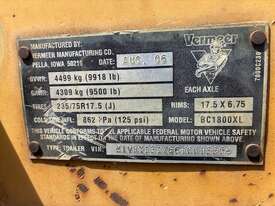 MANUFACTURED BY:
VERMEER MANUFACTURING CO.
PELLA, IOWA 50219
Vermeer
AUG '06
GVWR: 4499 kg (9918 lb)
EACH AXLE
GAWR: 4309 kg (9500 lb)
TIRES: 235/75R17.5 (J)
RIMS: 17.5 X 6.75
COLD INFL.: 862 kPa (125 psi)
MODEL: BC1800XL
THIS VEHICLE CONFORMS TO ALL APPLICABLE FEDERAL MOTOR VEHICLE SAFETY
STANDARDS IN EFFECT ON THE DATE OF MANUFACTURE SHOWN ABOVE.
TYPE: TRAILER VIN: